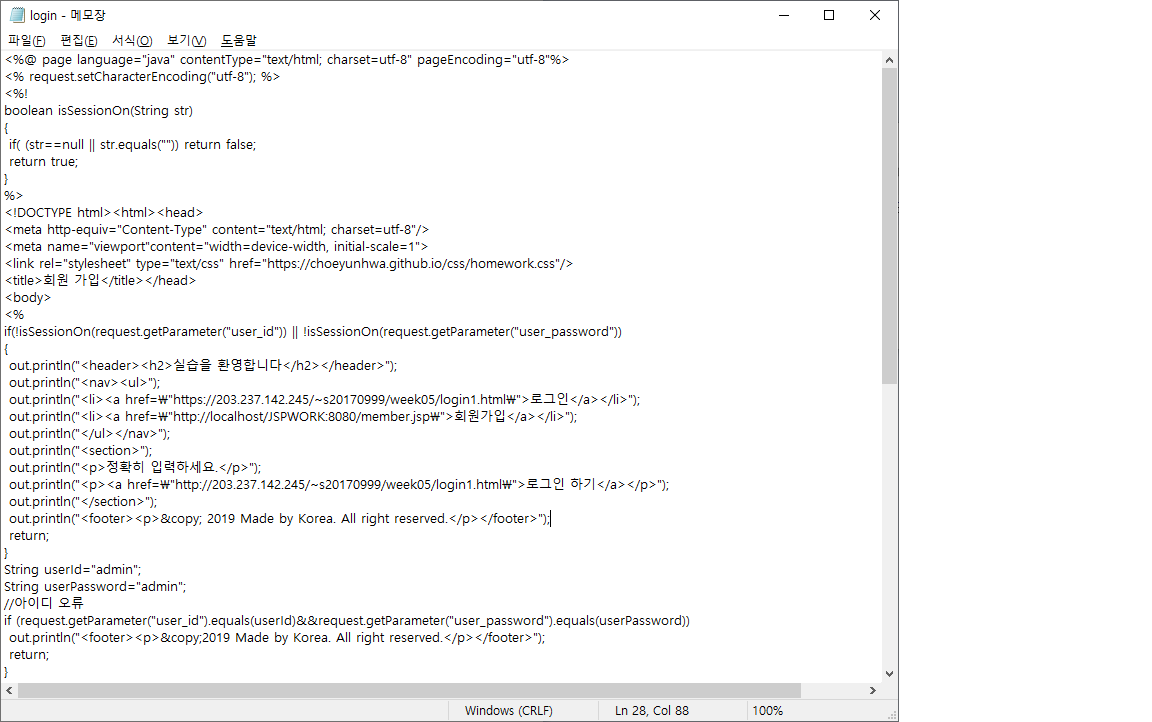 login - 메모장
파일(F) 편집(E) 서식(O) 보기(V) 도움말
<%@ page language="java" contentType="text/html; charset=utf-8" pageEncoding="utf-8"%>
<% request.setCharacterEncoding("utf-8"); %>
<%!
boolean isSessionOn(String str)
{
if( (str==null || str.equals("")) return false;
return true;
}
%>
<!DOCTYPE html><html><head>
<meta http-equiv="Content-Type" content="text/html; charset=utf-8"/>
<meta name="viewport"content="width=device-width, initial-scale=1">
<link rel="stylesheet" type="text/css" href="https://choeyunhwa.github.io/css/homework.css"/>
<title>회원 가입</title></head>
<body>
<%
if(!isSessionOn(request.getParameter("user_id")) || !isSessionOn(request.getParameter("user_password"))
{
out.println("<header><h2>실습을 환영합니다</h2></header>");
out.println("<nav><ul>");
out.println("<li><a href=₩"https://203.237.142.245/~s20170999/week05/login1.html₩">로그인</a></li>");
out.println("<li><a href=₩"http://localhost/JSPWORK:8080/member.jsp₩">회원가입</a></li>");
out.println("</ul></nav>");
out.println("<section>");
out.println("<p>정확히 입력하세요.</p>");
out.println("<p><a href=₩"http://203.237.142.245/~s20170999/week05/login1.html₩">로그인 하기</a></p>");
out.println("</section>");
out.println("<footer><p>&copy; 2019 Made by Korea. All right reserved.</p></footer>");
return;
}
String userId="admin";
String userPassword="admin";
//아이디 오류
if (request.getParameter("user_id").equals(userId)&&request.getParameter("user_password").equals(userPassword))
out.println("<footer><p>&copy;2019 Made by Korea. All right reserved.</p></footer>");
return;
}
Windows (CRLF) Ln 28, Col 88 100%